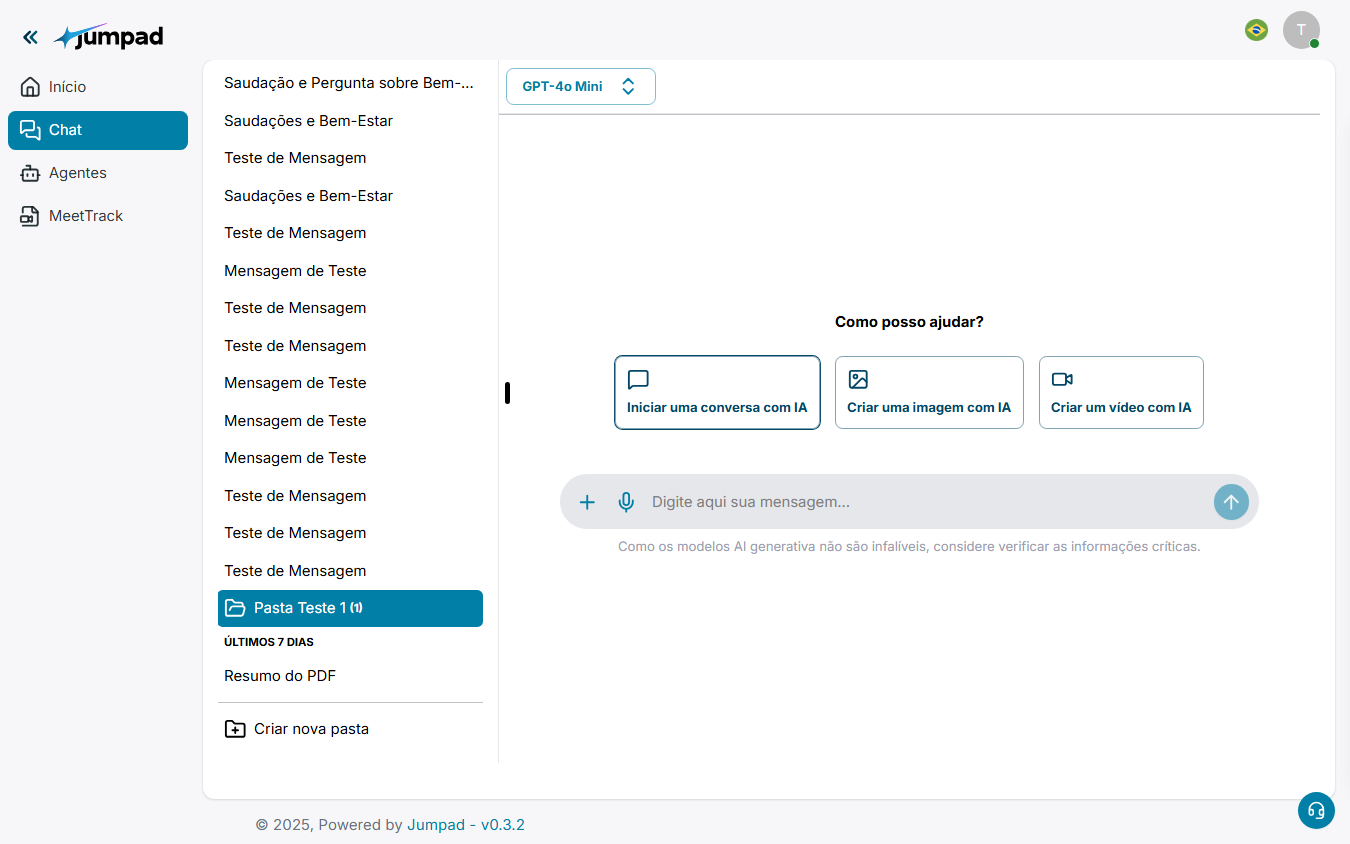 jumpad
T
Início
Chat
Agentes
MeetTrack
Saudação e Pergunta sobre Bem-...
Saudações e Bem-Estar
Teste de Mensagem
Saudações e Bem-Estar
Teste de Mensagem
Mensagem de Teste
Teste de Mensagem
Teste de Mensagem
Mensagem de Teste
Mensagem de Teste
Mensagem de Teste
Teste de Mensagem
Teste de Mensagem
Teste de Mensagem
Pasta Teste 1 (1)
ÚLTIMOS 7 DIAS
Resumo do PDF
Criar nova pasta
GPT-4o Mini
Como posso ajudar?
Iniciar uma conversa com IA
Criar uma imagem com IA
Criar um vídeo com IA
Digite aqui sua mensagem...
Como os modelos AI generativa não são infalíveis, considere verificar as informações críticas.
© 2025, Powered by Jumpad - v0.3.2